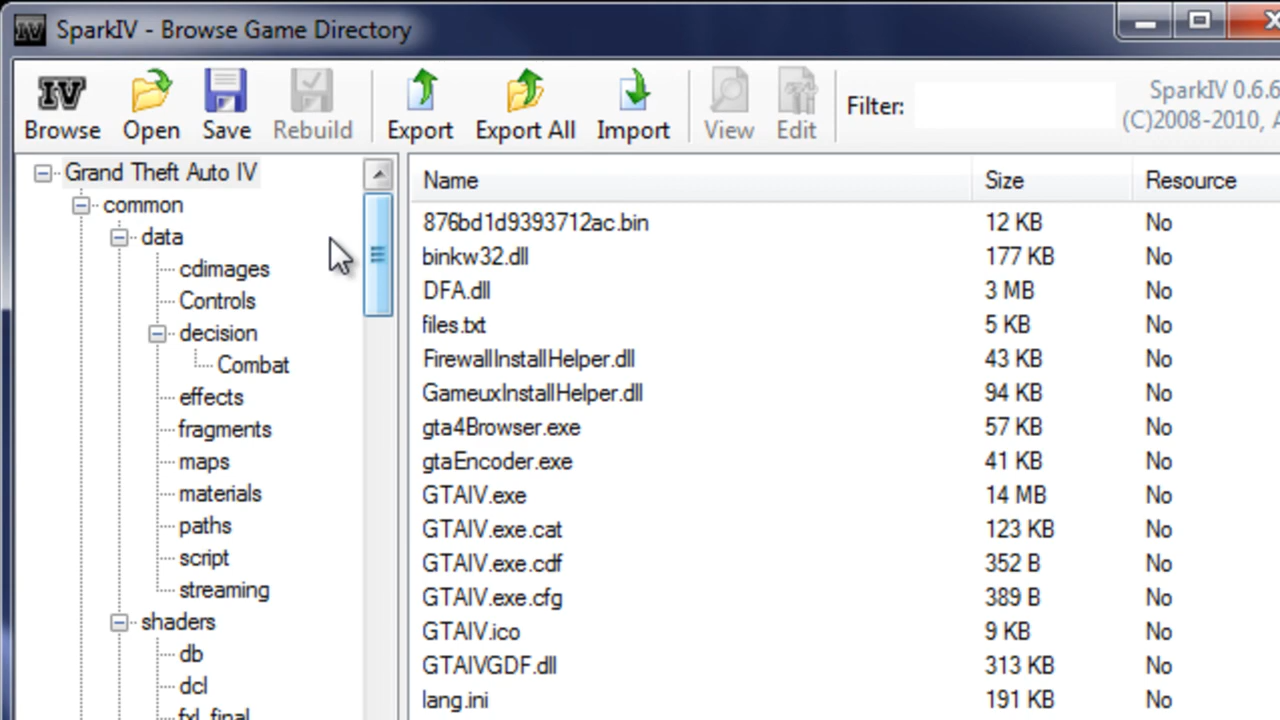 SparkIV - Browse Game Directory
IV
Browse Open Save Rebuild Export Export All Import View Edit Filter: SparkIV 0.6.6
(C)2008-2010, A
Grand Theft Auto IV
common
data
cdimages
Controls
decision
Combat
effects
fragments
maps
materials
paths
script
streaming
shaders
db
dcl
fxl_final
Name Size Resource
876bd1d9393712ac.bin 12 KB No
binkw32.dll 177 KB No
DFA.dll 3 MB No
files.txt 5 KB No
FirewallInstallHelper.dll 43 KB No
GameuxInstallHelper.dll 94 KB No
gta4Browser.exe 57 KB No
gtaEncoder.exe 41 KB No
GTAIV.exe 14 MB No
GTAIV.exe.cat 123 KB No
GTAIV.exe.cdf 352 B No
GTAIV.exe.cfg 389 B No
GTAIV.ico 9 KB No
GTAIVGDF.dll 313 KB No
lang.ini 191 KB No